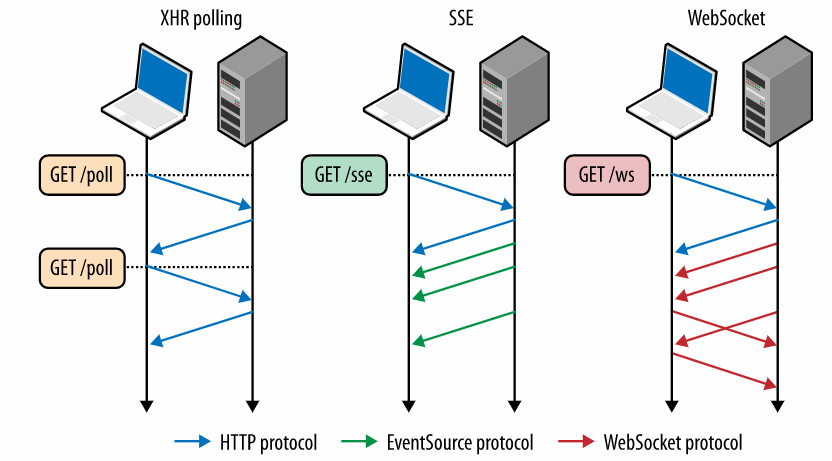 XHR polling
SSE
WebSocket
GET /poll
GET /sse
GET /ws
GET /poll
HTTP protocol
EventSource protocol
WebSocket protocol